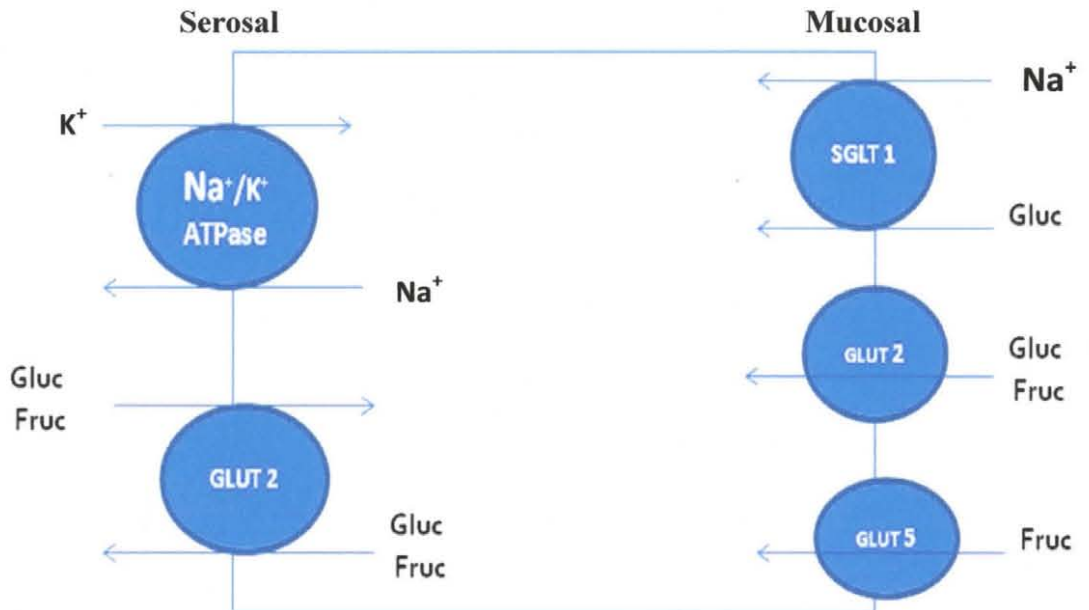 Serosal
Mucosal
K⁺
Na⁺/K⁺
ATPase
Na⁺
Gluc
Fruc
GLUT 2
Gluc
Fruc
Na⁺
SGLT 1
Gluc
GLUT 2
Gluc
Fruc
GLUT 5
Fruc